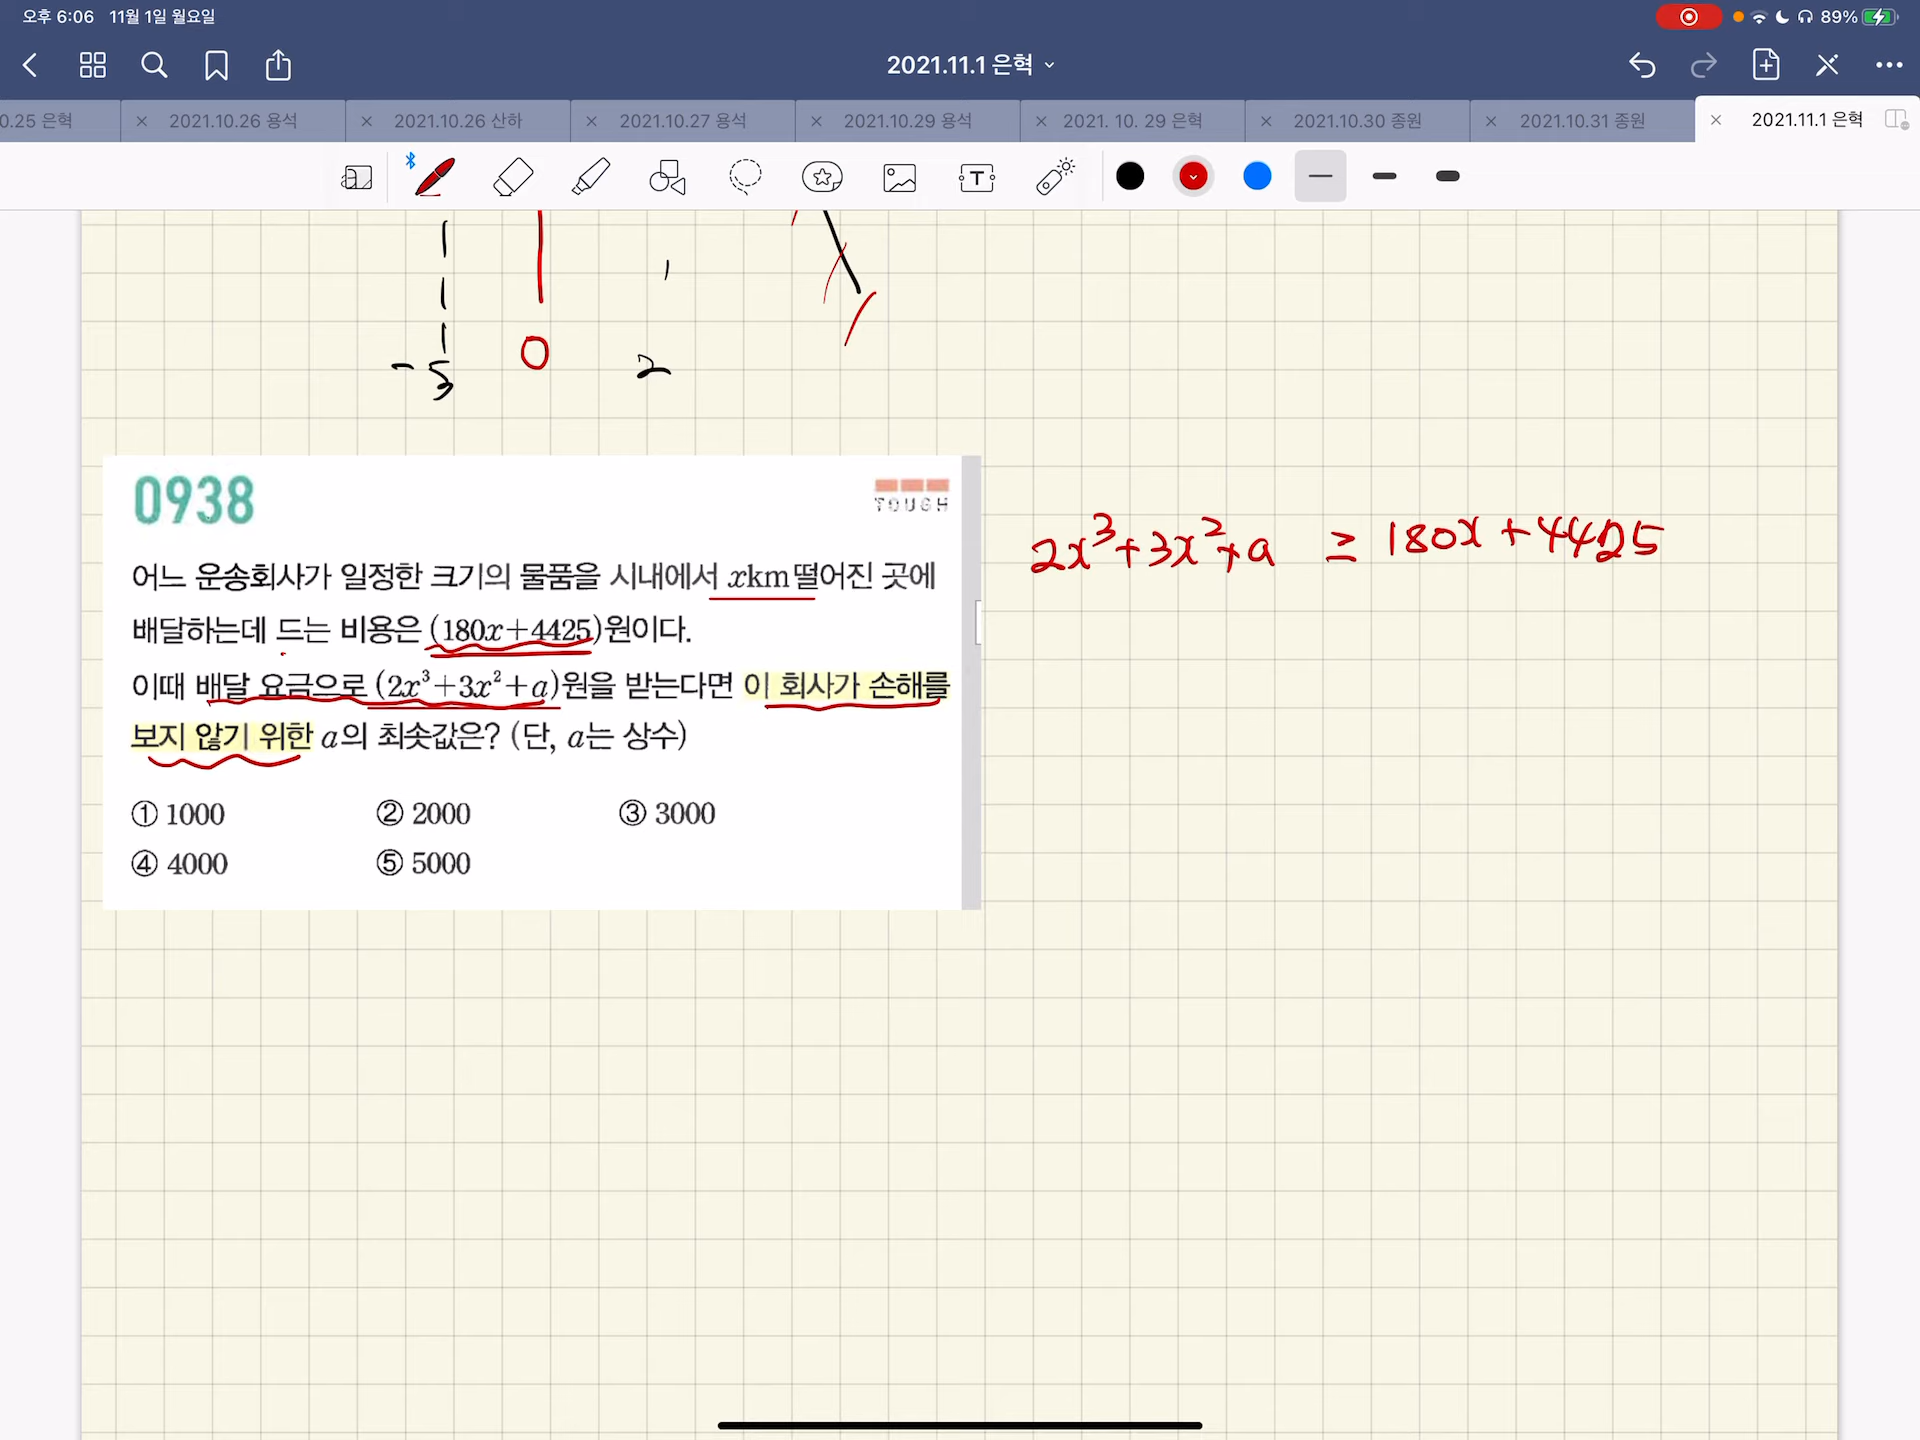 오후 6:06 11월 1일 월요일
89%
2021.11.1 은혁
0.25 은혁
2021.10.26 용석
2021.10.26 산하
2021.10.27 용석
2021.10.29 용석
2021. 10. 29 은혁
2021.10.30 종원
2021.10.31 종원
2021.11.1 은혁
-3 0 2
0938
TOUGH
어느 운송회사가 일정한 크기의 물품을 시내에서 xkm떨어진 곳에
배달하는데 드는 비용은 (180x+4425)원이다.
이때 배달 요금으로 (2x³+3x²+a)원을 받는다면 이 회사가 손해를
보지 않기 위한 a의 최솟값은? (단, a는 상수)
① 1000 ② 2000 ③ 3000
④ 4000 ⑤ 5000
2x³+3x²+a ≥ 180x+4425